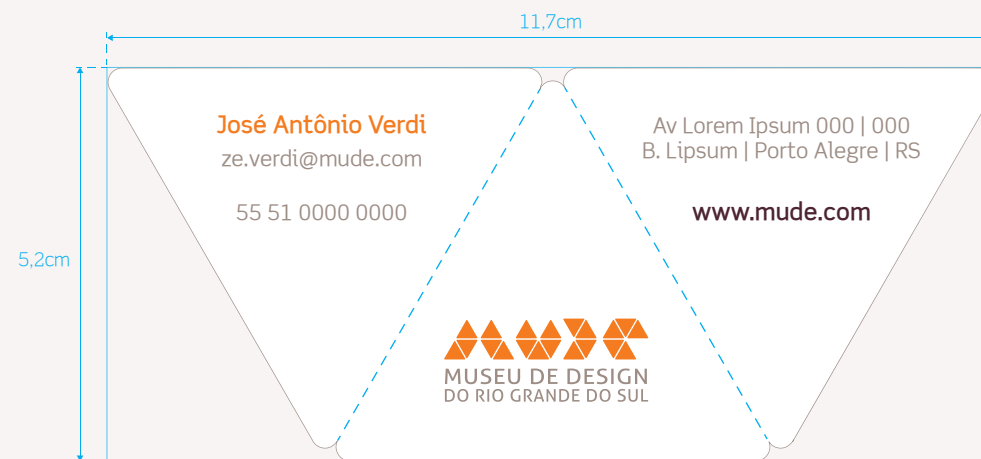 11,7cm
José Antônio Verdi
ze.verdi@mude.com
55 51 0000 0000
Av Lorem Ipsum 000 | 000
B. Lipsum | Porto Alegre | RS
www.mude.com
5,2cm
MUDE
MUSEU DE DESIGN
DO RIO GRANDE DO SUL